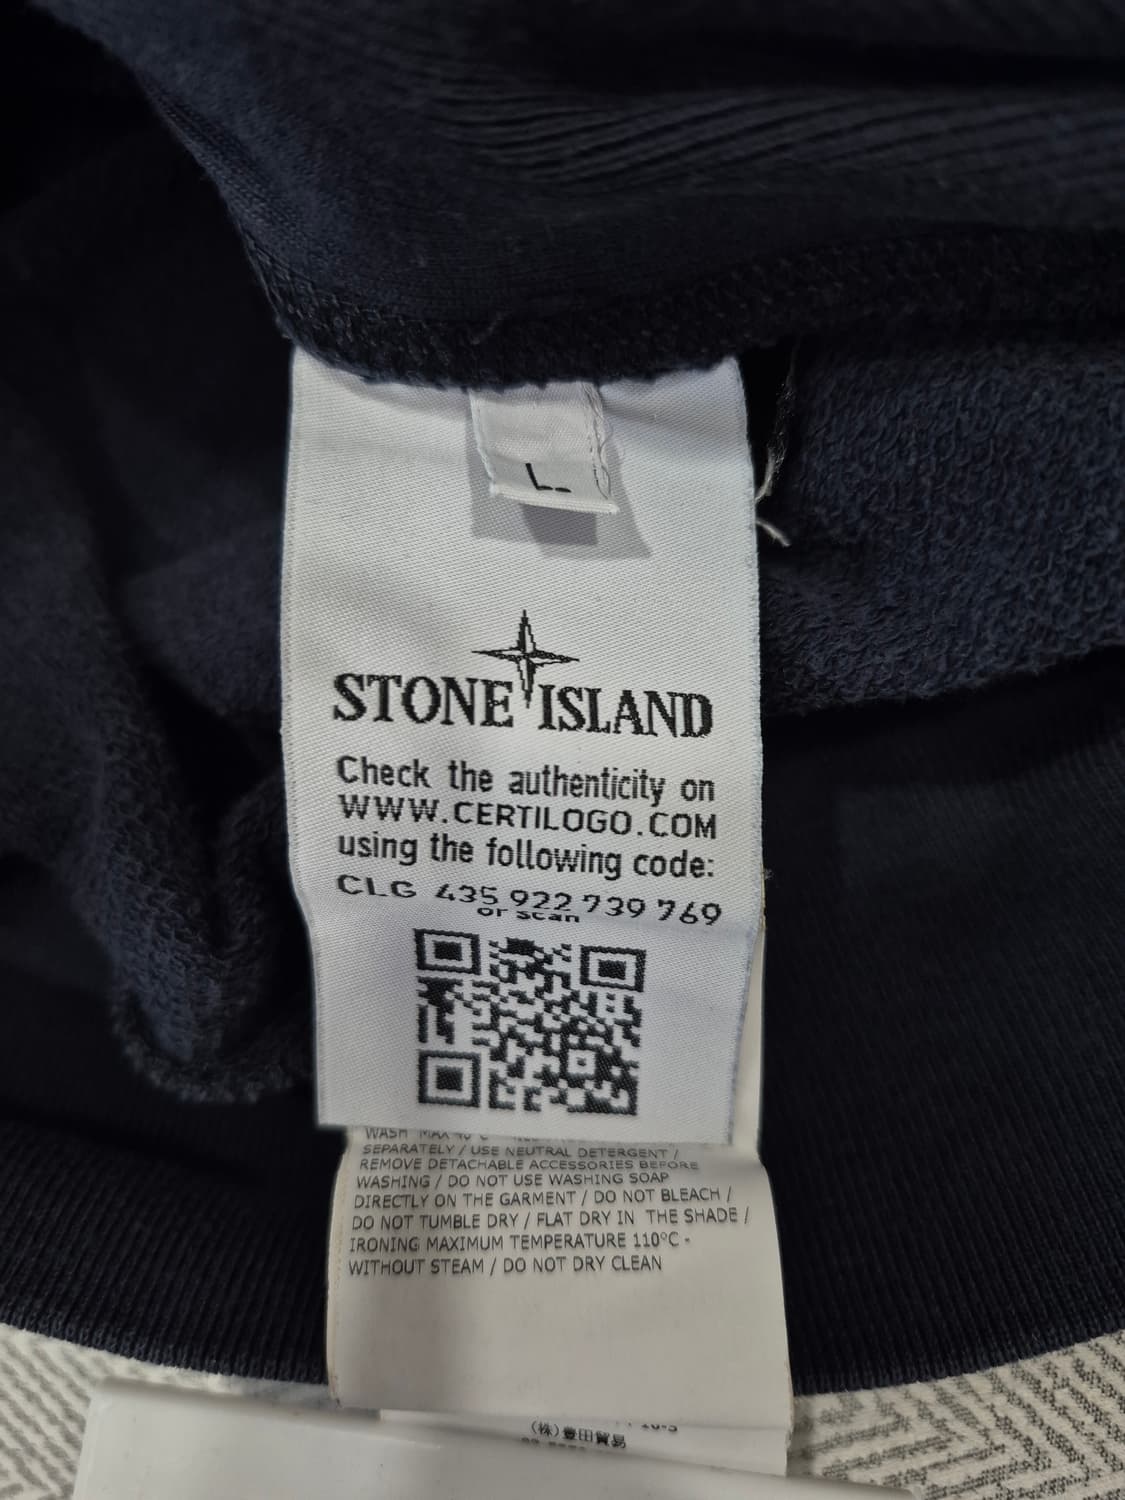 L
STONE ISLAND
Check the authenticity on
WWW.CERTILOGO.COM
using the following code:
CLG 435 922 739 769
or scan
WASH MAX 40°C
SEPARATELY / USE NEUTRAL DETERGENT /
REMOVE DETACHABLE ACCESSORIES BEFORE
WASHING / DO NOT USE WASHING SOAP
DIRECTLY ON THE GARMENT / DO NOT BLEACH /
DO NOT TUMBLE DRY / FLAT DRY IN THE SHADE /
IRONING MAXIMUM TEMPERATURE 110°C -
WITHOUT STEAM / DO NOT DRY CLEAN
(株)豊田貿易